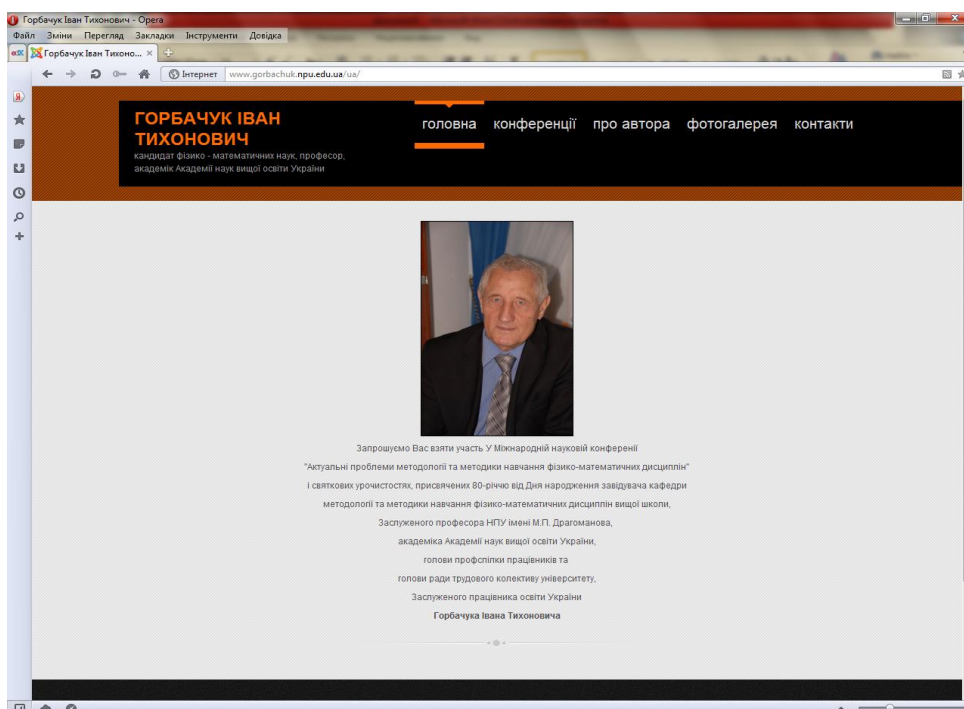 Горбачук Іван Тихонович - Opera
Файл Зміни Перегляд Закладки Інструменти Довідка
Горбачук Іван Тихоно...
Інтернет www.gorbachuk.npu.edu.ua/ua/
ГОРБАЧУК ІВАН
ТИХОНОВИЧ
кандидат фізико - математичних наук, професор,
академік Академії наук вищої освіти України
головна конференції про автора фотогалерея контакти
Запрошуємо Вас взяти участь У Міжнародній науковій конференії
"Актуальні проблеми методології та методики навчання фізико-математичних дисциплін"
і святкових урочистостях, присвячених 80-річчю від Дня народження завідувача кафедри
методології та методики навчання фізико-математичних дисциплін вищої школи,
Заслуженого професора НПУ імені М.П. Драгоманова,
академіка Академії наук вищої освіти України,
голови профспілки працівників та
голови ради трудового колективу університету,
Заслуженого працівника освіти України
Горбачука Івана Тихоновича